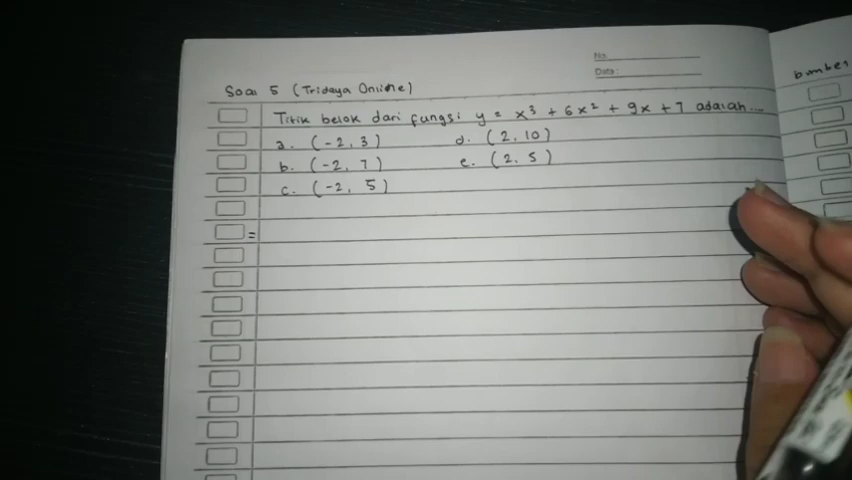 No.
Date:
Soal 5 (Tridaya Online)
Titik belok dari fungsi y = x³ + 6x² + 9x + 7 adalah ....
a. (-2, 3) d. (2, 10)
b. (-2, 7) e. (2, 5)
c. (-2, 5)
=